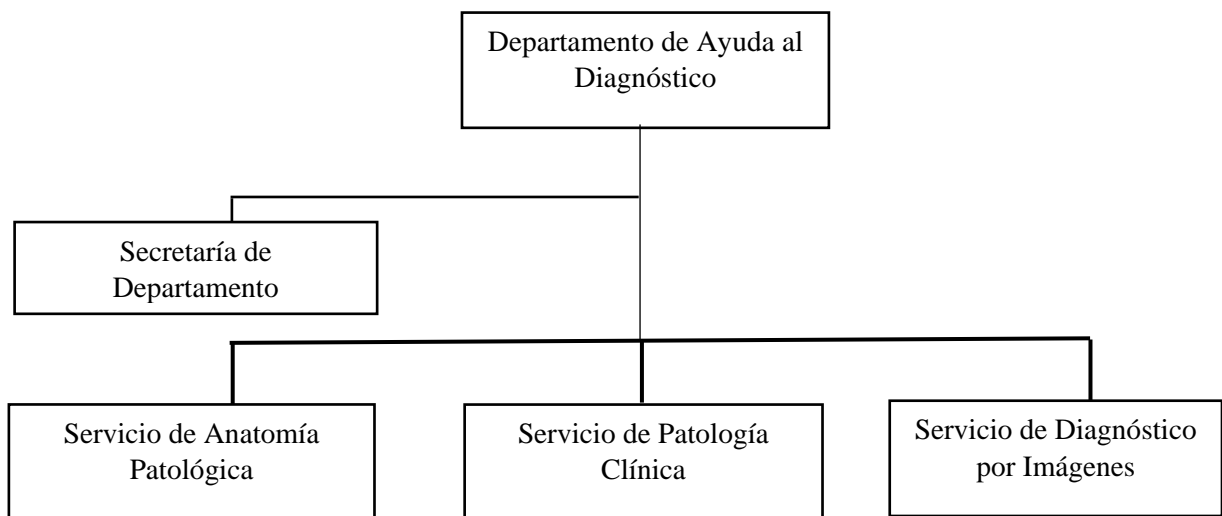 Departamento de Ayuda al
Diagnóstico
Secretaría de
Departamento
Servicio de Anatomía
Patológica
Servicio de Patología
Clínica
Servicio de Diagnóstico
por Imágenes